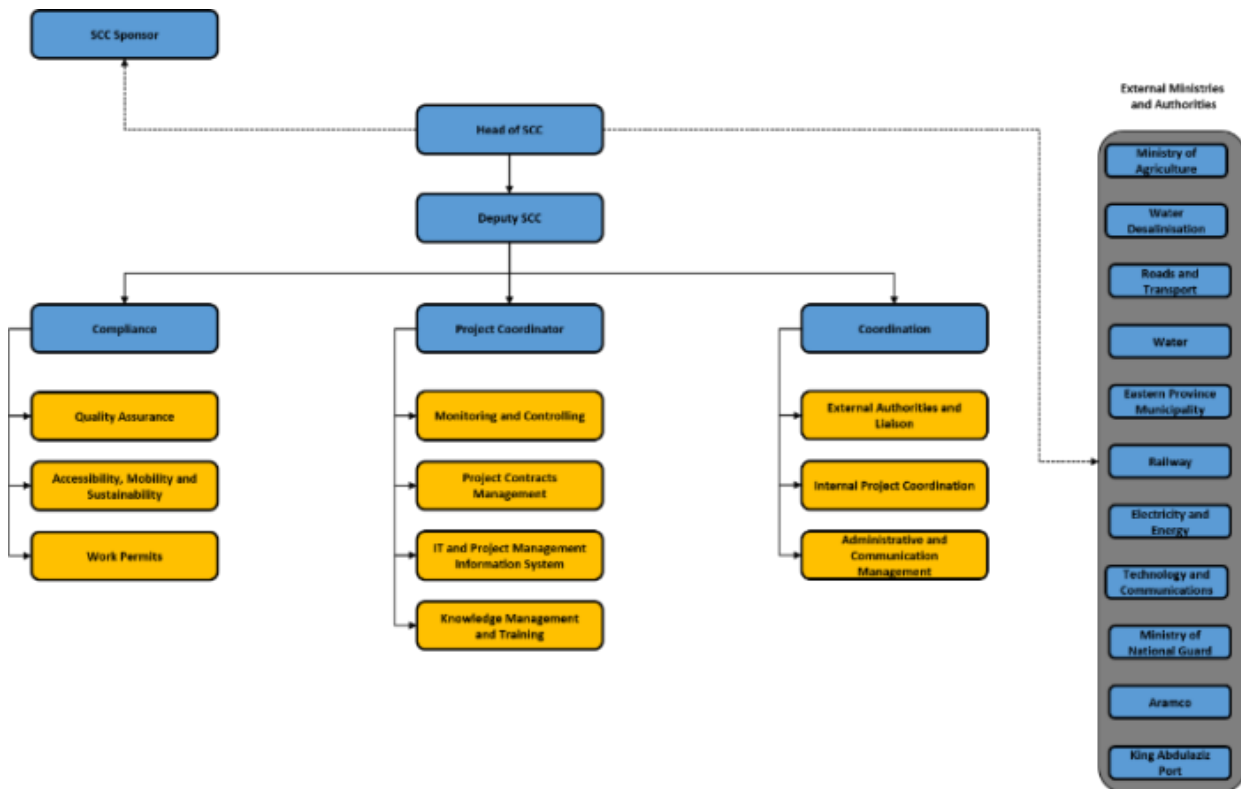 SCC Sponsor
External Ministries
and Authorities
Head of SCC
Deputy SCC
Compliance
Project Coordinator
Coordination
Quality Assurance
Accessibility, Mobility and
Sustainability
Work Permits
Monitoring and Controlling
Project Contracts
Management
IT and Project Management
Information System
Knowledge Management
and Training
External Authorities and
Liaison
Internal Project Coordination
Administrative and
Communication
Management
Ministry of
Agriculture
Water
Desalinisation
Roads and
Transport
Water
Eastern Province
Municipality
Railway
Electricity and
Energy
Technology and
Communications
Ministry of
National Guard
Aramco
King Abdulaziz
Port